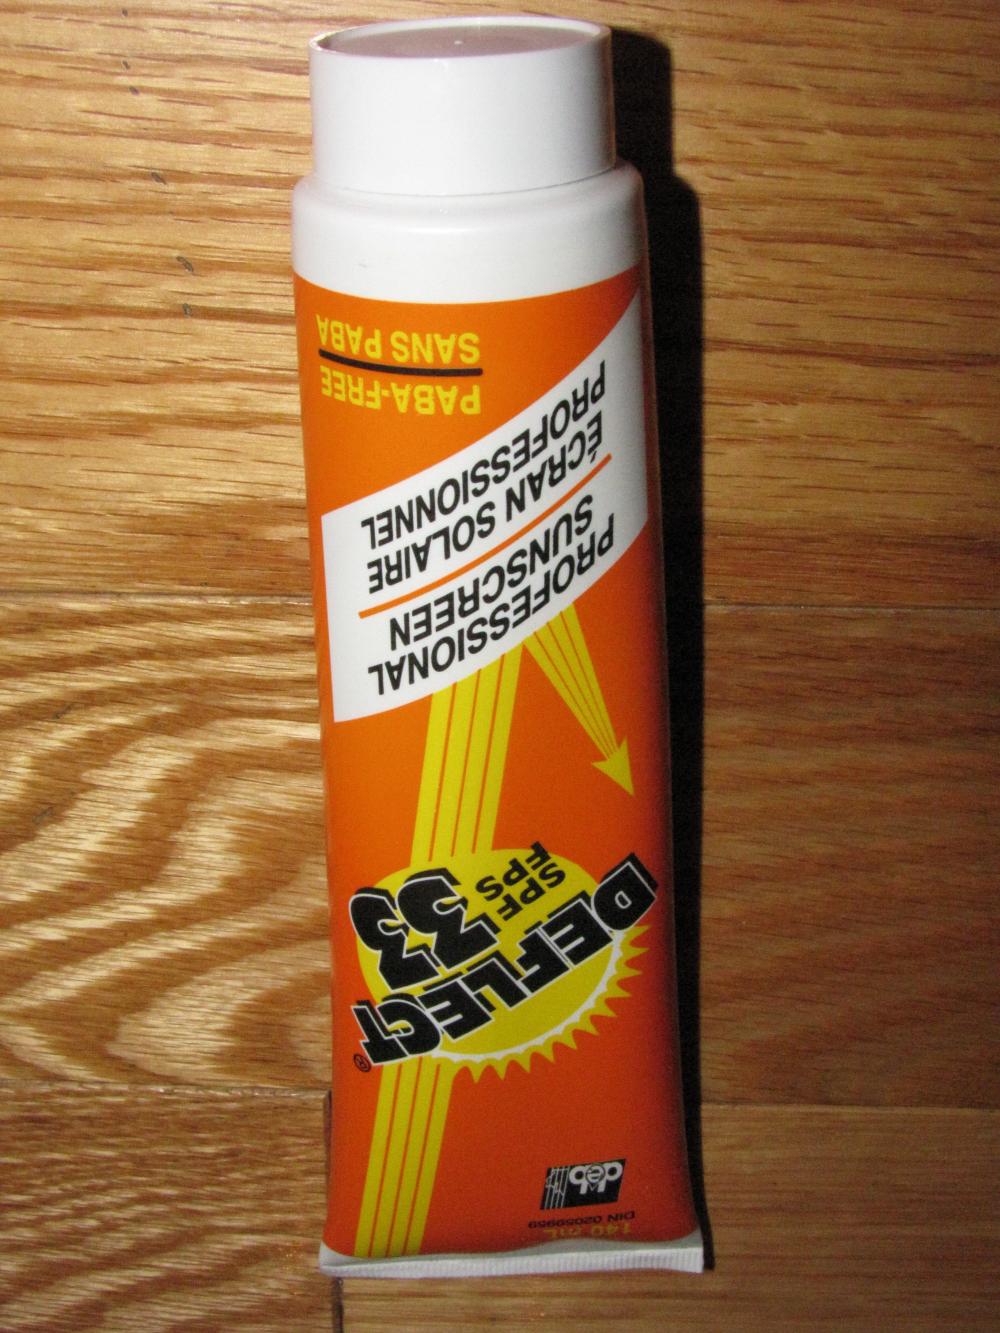 140 mL
DIN 02059959
deb
DEFLECT®
SPF
FPS
33
PROFESSIONAL
SUNSCREEN
ÉCRAN SOLAIRE
PROFESSIONNEL
PABA-FREE
SANS PABA